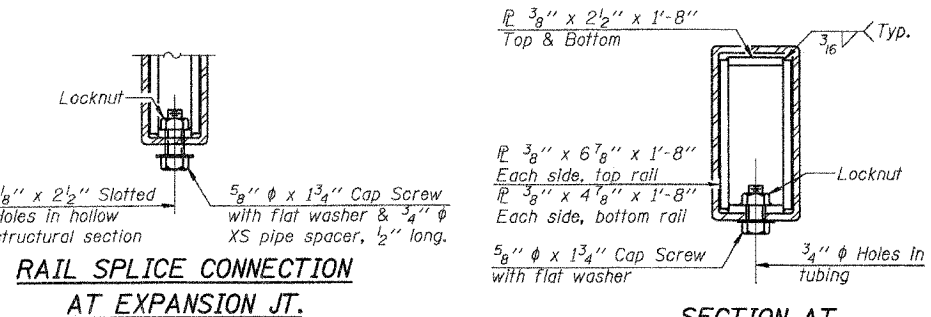 Locknut
⅛" x 2½" Slotted
Holes in hollow
structural section
⅝" φ x 1¾" Cap Screw
with flat washer & ¾" φ
XS pipe spacer, ½" long.
RAIL SPLICE CONNECTION
AT EXPANSION JT.
℄ ⅜" x 2½" x 1'-8"
Top & Bottom
3/16
Typ.
℄ ⅜" x 6⅞" x 1'-8"
Each side, top rail
℄ ⅜" x 4⅞" x 1'-8"
Each side, bottom rail
Locknut
⅝" φ x 1¾" Cap Screw
with flat washer
¾" φ Holes in
tubing
SECTION AT